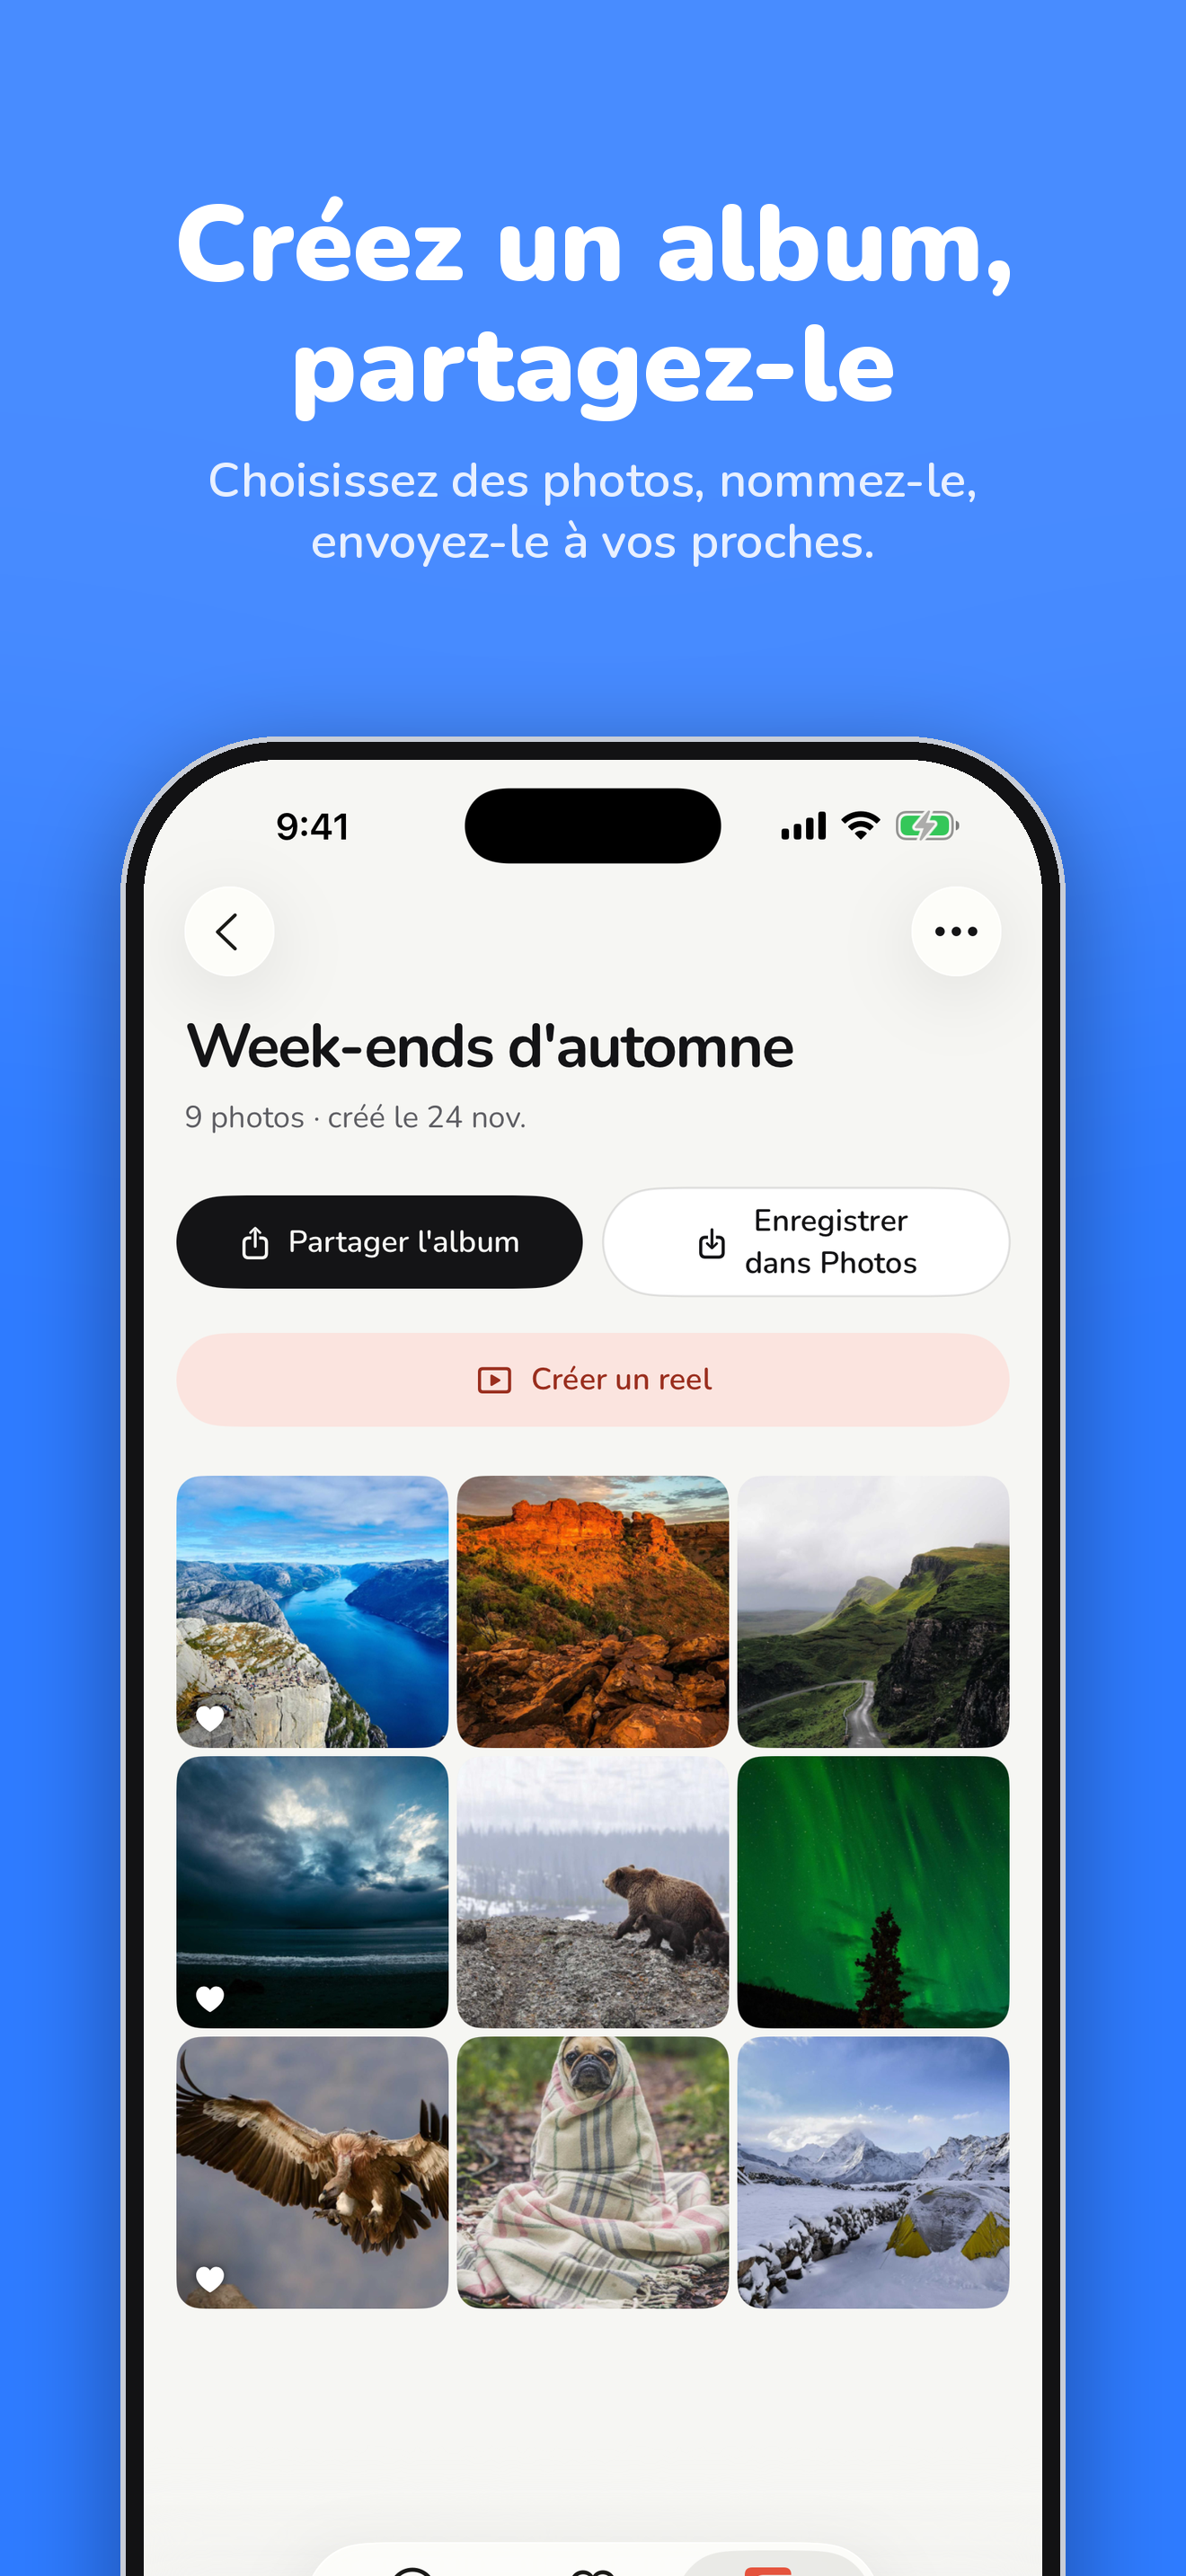 Créez un album,
partagez-le
Choisissez des photos, nommez-le,
envoyez-le à vos proches.
9:41
Week-ends d'automne
9 photos · créé le 24 nov.
Partager l'album
Enregistrer
dans Photos
Créer un reel